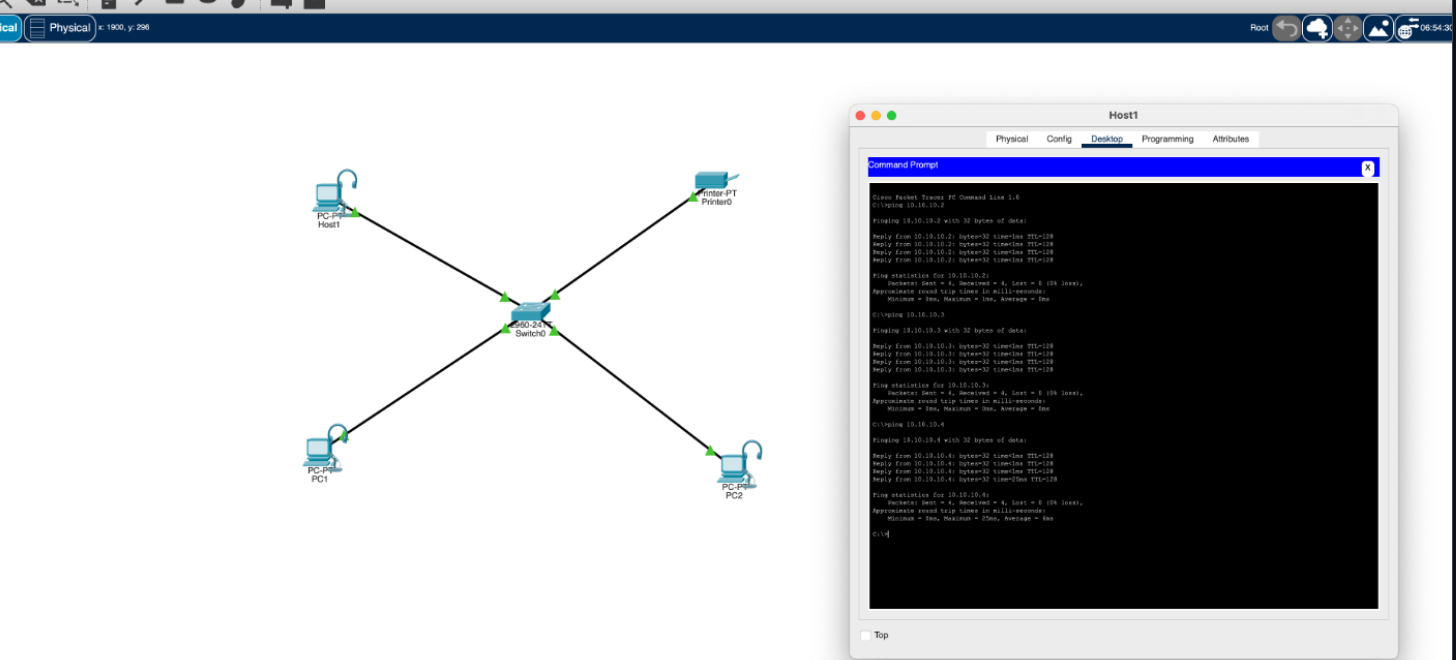 Physical x: 1900, y: 296
Root
Host1
Physical Config Desktop Programming Attributes
Command Prompt
X
Cisco Packet Tracer PC Command Line 1.0
C:\>ping 10.10.10.2
Pinging 10.10.10.2 with 32 bytes of data:
Reply from 10.10.10.2: bytes=32 time=1ms TTL=128
Reply from 10.10.10.2: bytes=32 time<1ms TTL=128
Reply from 10.10.10.2: bytes=32 time<1ms TTL=128
Reply from 10.10.10.2: bytes=32 time<1ms TTL=128
Ping statistics for 10.10.10.2:
Packets: Sent = 4, Received = 4, Lost = 0 (0% loss),
Approximate round trip times in milli-seconds:
Minimum = 0ms, Maximum = 1ms, Average = 0ms
C:\>ping 10.10.10.3
Pinging 10.10.10.3 with 32 bytes of data:
Reply from 10.10.10.3: bytes=32 time<1ms TTL=128
Reply from 10.10.10.3: bytes=32 time<1ms TTL=128
Reply from 10.10.10.3: bytes=32 time<1ms TTL=128
Reply from 10.10.10.3: bytes=32 time<1ms TTL=128
Ping statistics for 10.10.10.3:
Packets: Sent = 4, Received = 4, Lost = 0 (0% loss),
Approximate round trip times in milli-seconds:
Minimum = 0ms, Maximum = 0ms, Average = 0ms
C:\>ping 10.10.10.4
Pinging 10.10.10.4 with 32 bytes of data:
Reply from 10.10.10.4: bytes=32 time<1ms TTL=128
Reply from 10.10.10.4: bytes=32 time<1ms TTL=128
Reply from 10.10.10.4: bytes=32 time<1ms TTL=128
Reply from 10.10.10.4: bytes=32 time=25ms TTL=128
Ping statistics for 10.10.10.4:
Packets: Sent = 4, Received = 4, Lost = 0 (0% loss),
Approximate round trip times in milli-seconds:
Minimum = 0ms, Maximum = 25ms, Average = 6ms
C:\>
Top
PC-PT
Host1
Printer-PT
Printer0
Switch0
PC-PT
PC1
PC-PT
PC2